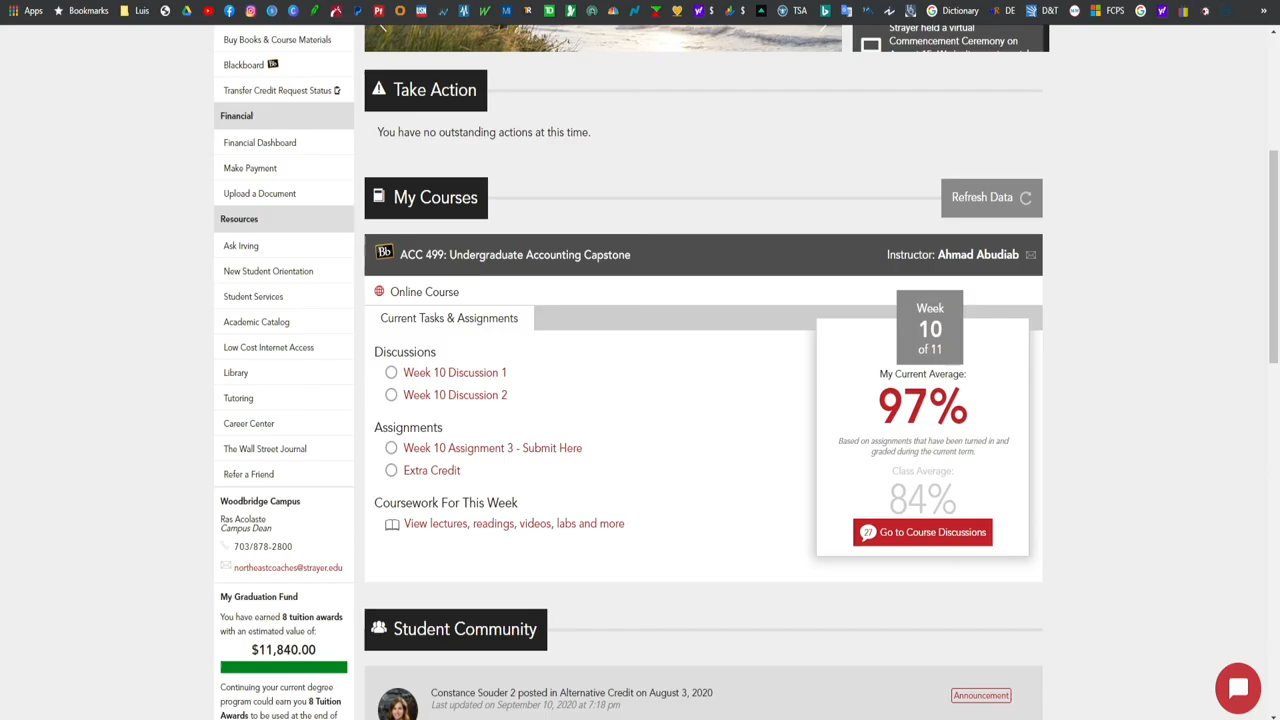 Apps
Bookmarks
TSA
FCPS
M
Buy Books & Course Materials
Blackboard Bb
Transfer Credit Request Status
Financial
Financial Dashboard
Make Payment
Upload a Document
Resources
Ask Irving
New Student Orientation
Student Services
Academic Catalog
Low Cost Internet Access
Library
Tutoring
Career Center
The Wall Street Journal
Refer a Friend
Woodbridge Campus
Ras Acolaste
Campus Dean
703/878-2800
northeastcoaches@strayer.edu
My Graduation Fund
You have earned 8 tuition awards
with an estimated value of:
$11,840.00
Continuing your current degree
program could earn you 8 Tuition
Awards to be used at the end of
Strayer held a virtual
Commencement Ceremony on
Take Action
You have no outstanding actions at this time.
My Courses
Refresh Data
Bb ACC 499: Undergraduate Accounting Capstone
Instructor: Ahmad Abudiab
Online Course
Current Tasks & Assignments
Discussions
Week 10 Discussion 1
Week 10 Discussion 2
Assignments
Week 10 Assignment 3 - Submit Here
Extra Credit
Coursework For This Week
View lectures, readings, videos, labs and more
Week
10
of 11
My Current Average:
97%
Based on assignments that have been turned in and
graded during the current term.
Class Average:
84%
27 Go to Course Discussions
Student Community
Constance Souder 2 posted in Alternative Credit on August 3, 2020
Last updated on September 10, 2020 at 7:18 pm
Announcement